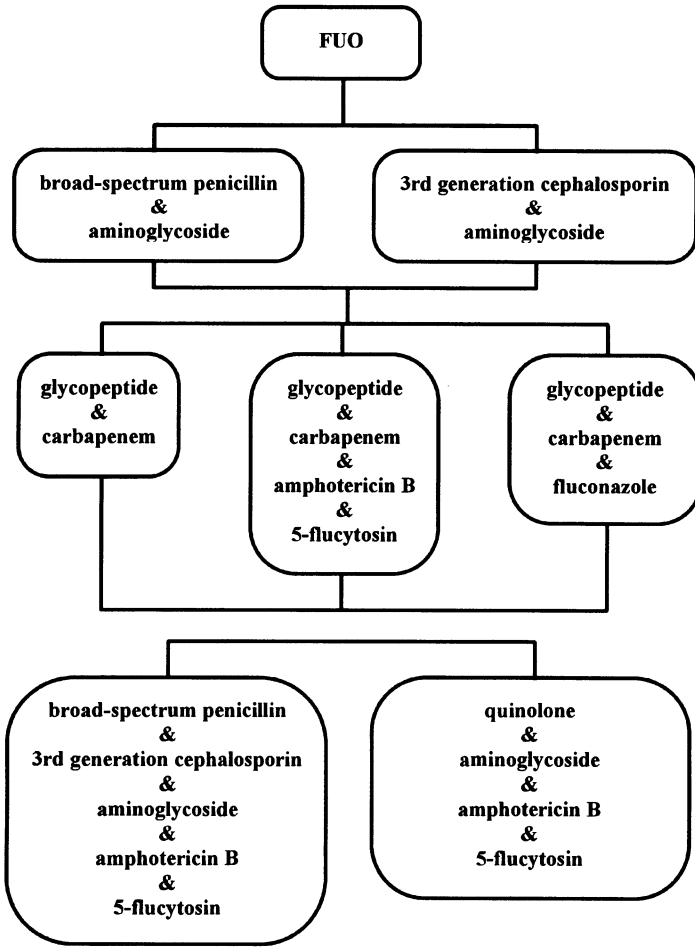 FUO
broad-spectrum penicillin
&
aminoglycoside
3rd generation cephalosporin
&
aminoglycoside
glycopeptide
&
carbapenem
glycopeptide
&
carbapenem
&
amphotericin B
&
5-flucytosin
glycopeptide
&
carbapenem
&
fluconazole
broad-spectrum penicillin
&
3rd generation cephalosporin
&
aminoglycoside
&
amphotericin B
&
5-flucytosin
quinolone
&
aminoglycoside
&
amphotericin B
&
5-flucytosin